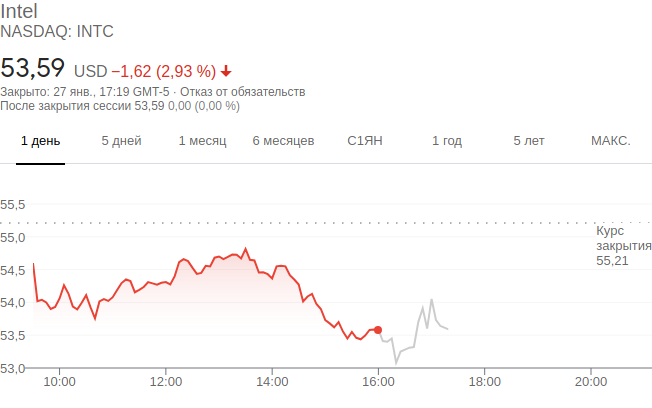 Intel
NASDAQ: INTC
53,59 USD −1,62 (2,93 %)
Закрыто: 27 янв., 17:19 GMT-5 · Отказ от обязательств
После закрытия сессии 53,59 0,00 (0,00 %)
1 день 5 дней 1 месяц 6 месяцев С1ЯН 1 год 5 лет МАКС.
55,5
Курс
закрытия
55,21
55,0
54,5
54,0
53,5
53,0
10:00 12:00 14:00 16:00 18:00 20:00